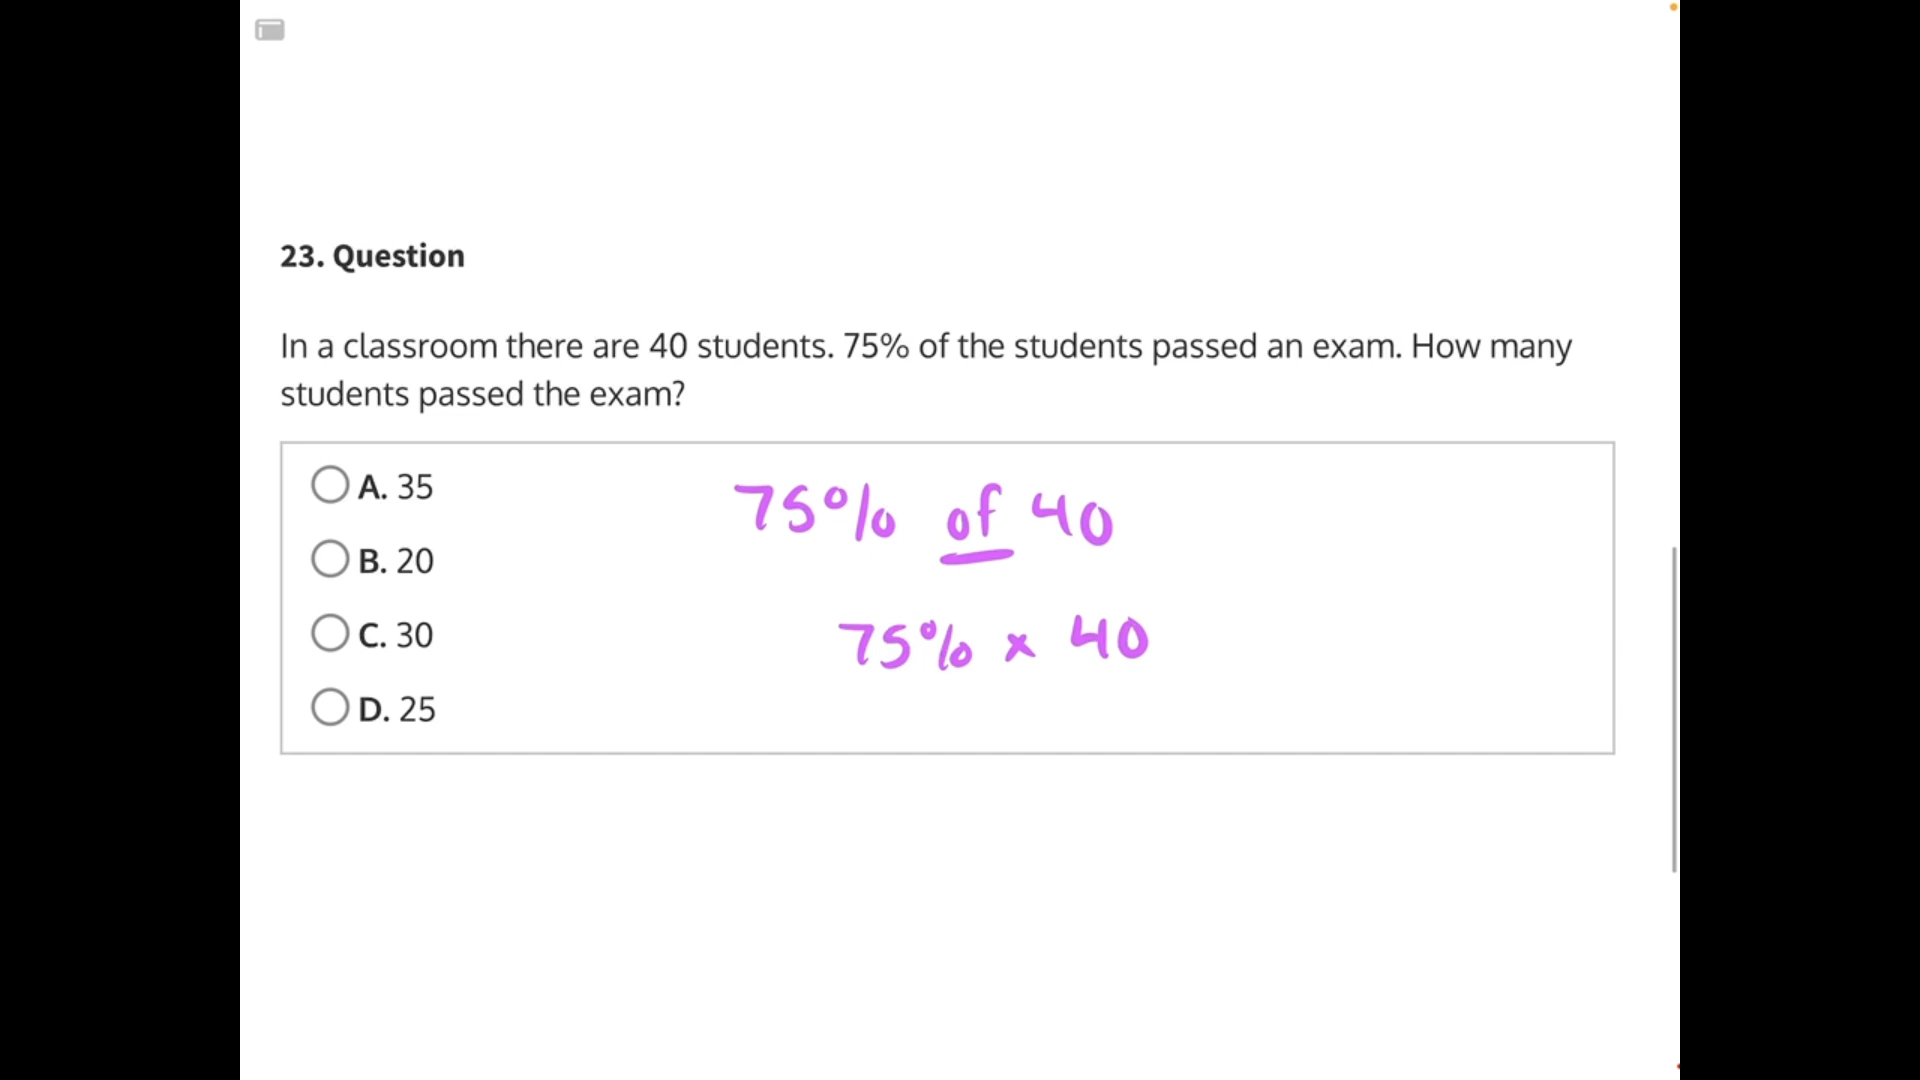 23. Question
In a classroom there are 40 students. 75% of the students passed an exam. How many
students passed the exam?
A. 35
B. 20
C. 30
D. 25
75% of 40
75% x 40